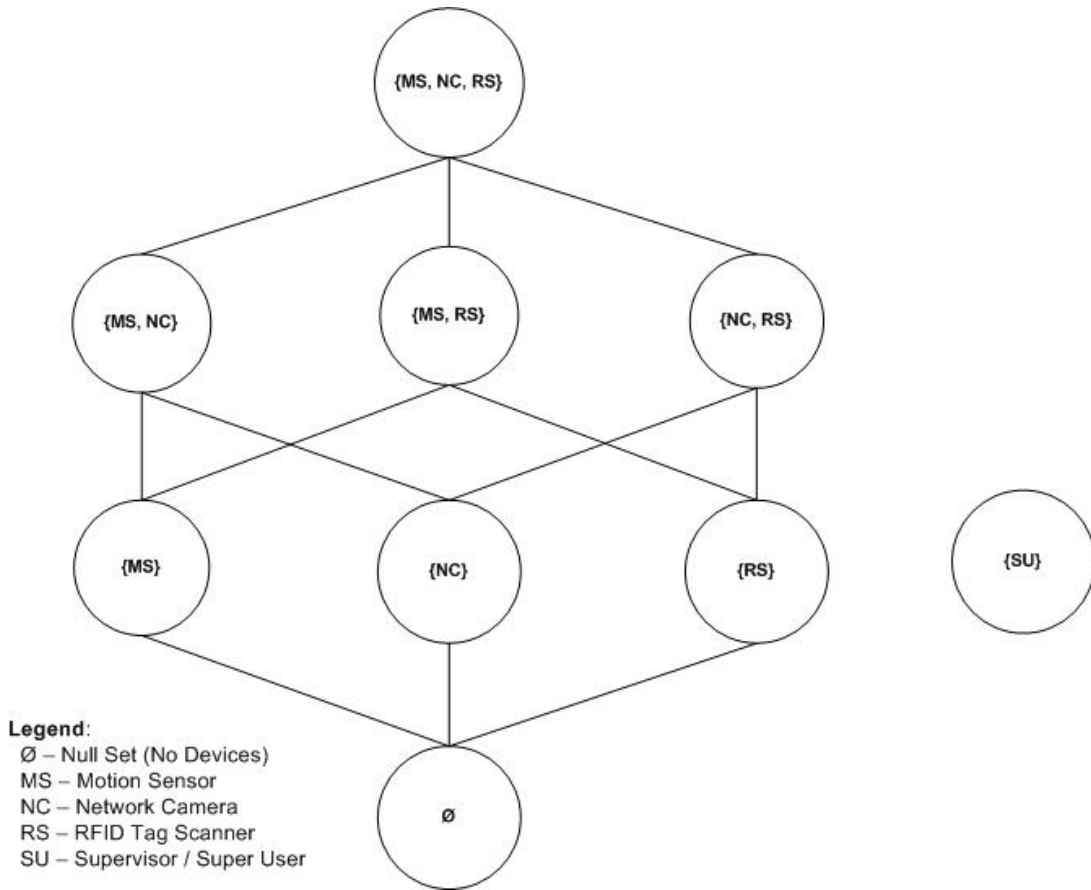 {MS, NC, RS}
{MS, NC}
{MS, RS}
{NC, RS}
{MS}
{NC}
{RS}
{SU}
Legend:
Ø – Null Set (No Devices)
MS – Motion Sensor
NC – Network Camera
RS – RFID Tag Scanner
SU – Supervisor / Super User
Ø